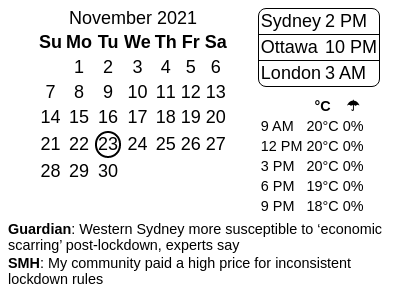 November 2021
Su Mo Tu We Th Fr Sa
1 2 3 4 5 6
7 8 9 10 11 12 13
14 15 16 17 18 19 20
21 22 23 24 25 26 27
28 29 30
Sydney 2 PM
Ottawa 10 PM
London 3 AM
°C ☂
9 AM 20°C 0%
12 PM 20°C 0%
3 PM 20°C 0%
6 PM 19°C 0%
9 PM 18°C 0%
Guardian: Western Sydney more susceptible to ‘economic
scarring’ post-lockdown, experts say
SMH: My community paid a high price for inconsistent
lockdown rules